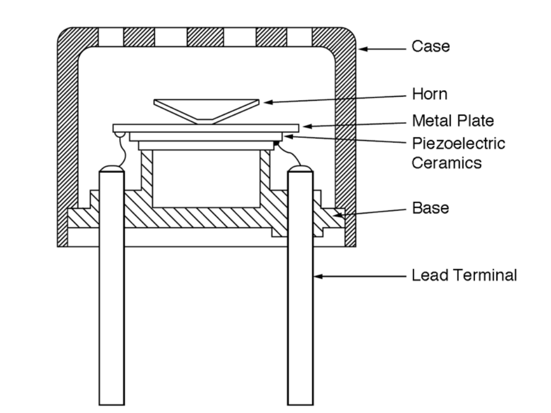 Case
Horn
Metal Plate
Piezoelectric
Ceramics
Base
Lead Terminal